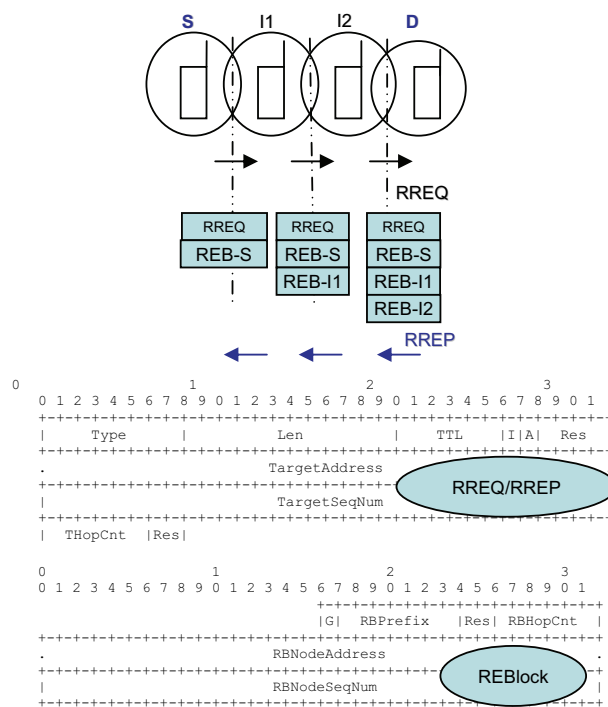 S I1 I2 D
RREQ
RREQ RREQ RREQ
REB-S REB-S REB-S
REB-I1 REB-I1
REB-I2
RREP
0 1 2 3
0 1 2 3 4 5 6 7 8 9 0 1 2 3 4 5 6 7 8 9 0 1 2 3 4 5 6 7 8 9 0 1
+-+-+-+-+-+-+-+-+-+-+-+-+-+-+-+-+-+-+-+-+-+-+-+-+-+-+-+-+-+-+-+-+
| Type | Len | TTL |I|A| Res
. TargetAddress
RREQ/RREP
| TargetSeqNum
| THopCnt |Res|
0 1 2 3
0 1 2 3 4 5 6 7 8 9 0 1 2 3 4 5 6 7 8 9 0 1 2 3 4 5 6 7 8 9 0 1
|G| RBPrefix |Res| RBHopCnt |
. RBNodeAddress .
REBlock
| RBNodeSeqNum |